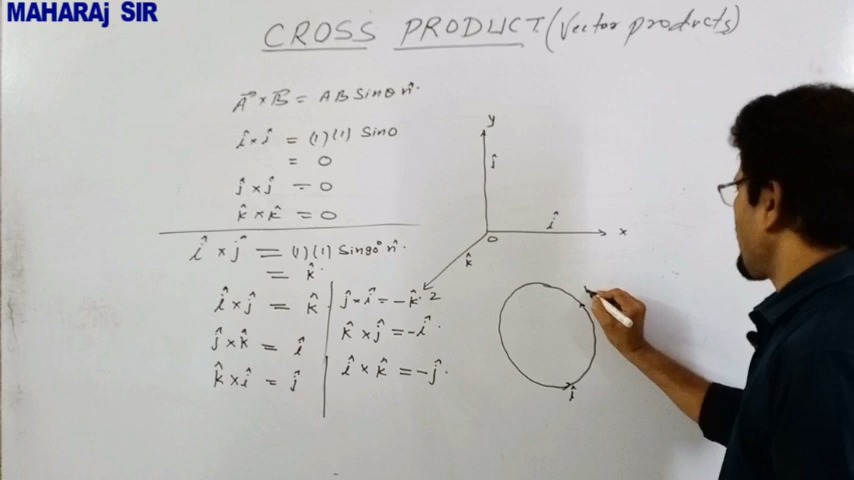 MAHARAj SIR
CROSS PRODUCT (Vector products)
A⃗ × B⃗ = AB Sinθ n̂.
î × î = (1)(1) Sin0
= 0
ĵ × ĵ = 0
k̂ × k̂ = 0
î × ĵ = (1)(1) Sin90° n̂.
= k̂.
î × ĵ = k̂
ĵ × k̂ = î
k̂ × î = ĵ
ĵ × î = -k̂.
k̂ × ĵ = -î.
î × k̂ = -ĵ.
y
ĵ
î
x
O
k̂
z
ĵ